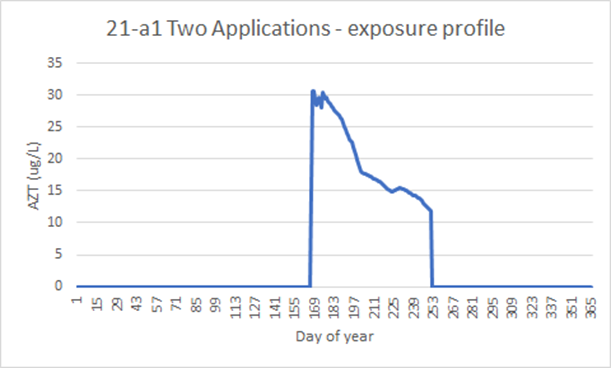 21-a1 Two Applications - exposure profile
35
30
25
20
15
10
5
0
AZT (ug/L)
1 15 29 43 57 71 85 99 113 127 141 155 169 183 197 211 225 239 253 267 281 295 309 323 337 351 365
Day of year